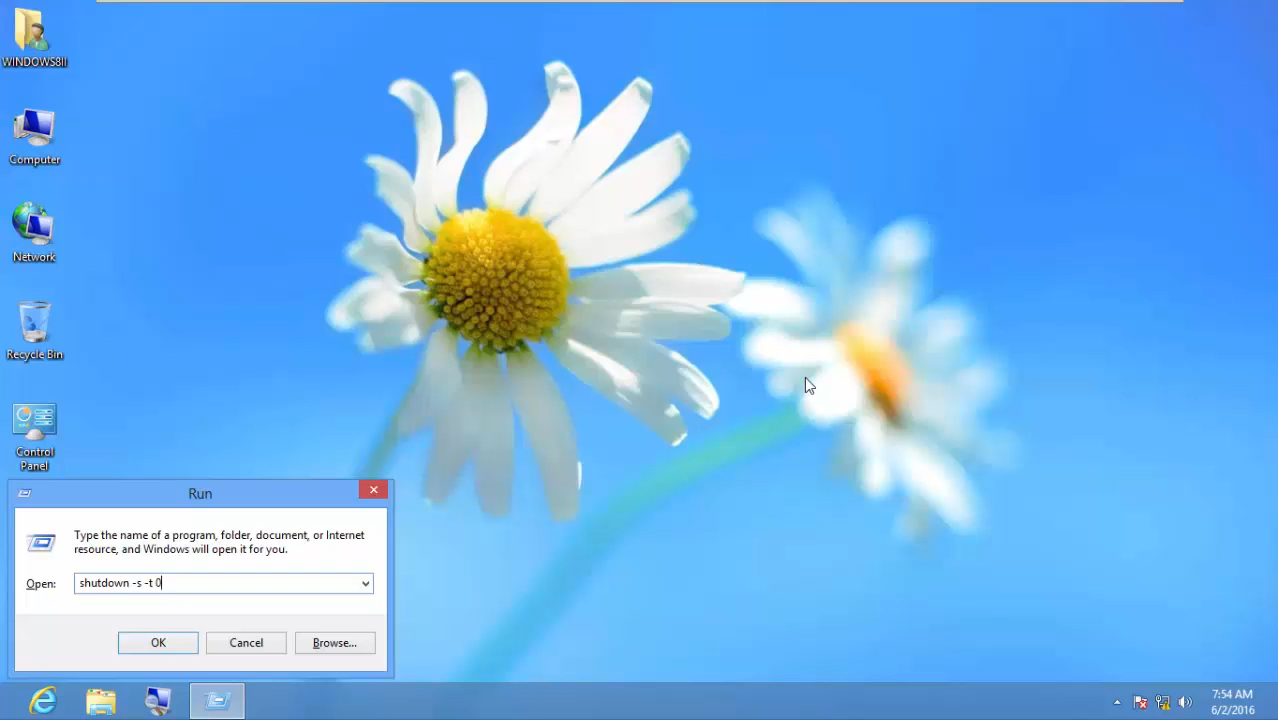 WINDOWS8II
Computer
Network
Recycle Bin
Control
Panel
Run
Type the name of a program, folder, document, or Internet
resource, and Windows will open it for you.
Open:
shutdown -s -t 0
OK
Cancel
Browse...
7:54 AM
6/2/2016